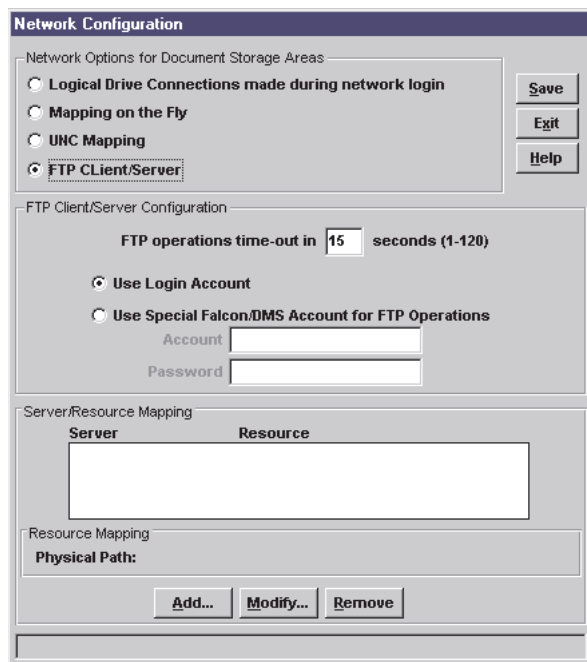 Network Configuration
Network Options for Document Storage Areas
Logical Drive Connections made during network login
Mapping on the Fly
UNC Mapping
FTP CLient/Server
Save
Exit
Help
FTP Client/Server Configuration
FTP operations time-out in 15 seconds (1-120)
Use Login Account
Use Special Falcon/DMS Account for FTP Operations
Account
Password
Server/Resource Mapping
Server Resource
Resource Mapping
Physical Path:
Add... Modify... Remove